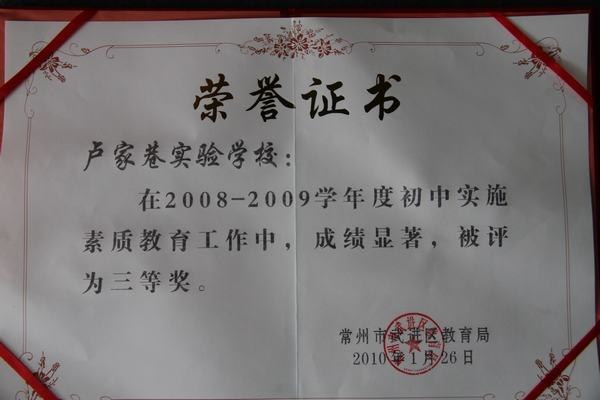 荣誉证书
卢家巷实验学校：
在2008-2009学年度初中实施
素质教育工作中，成绩显著，被评
为三等奖。
常州市武进区教育局
2010年1月26日